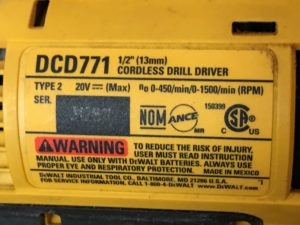 DCD771 1/2" (13mm)
CORDLESS DRILL DRIVER
TYPE 2 20V ⎓ (Max) n₀ 0-450/min/0-1500/min (RPM)
SER.
150399
NOM ANCE
SA
US
⚠WARNING TO REDUCE THE RISK OF INJURY,
USER MUST READ INSTRUCTION
MANUAL. USE ONLY WITH DEWALT BATTERIES. ALWAYS USE
PROPER EYE AND RESPIRATORY PROTECTION. MADE IN MEXICO
DEWALT INDUSTRIAL TOOL CO., BALTIMORE, MD 21286 U.S.A.
FOR SERVICE INFORMATION, CALL 1-800-4-DEWALT www.DEWALT.com